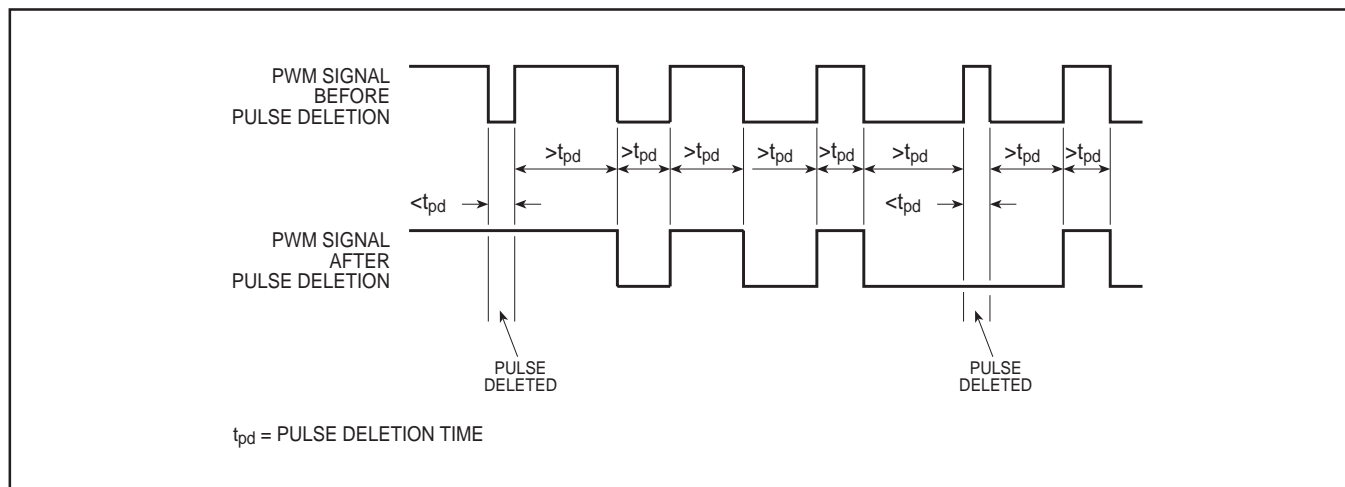 PWM SIGNAL
BEFORE
PULSE DELETION
>tpd >tpd >tpd >tpd >tpd >tpd >tpd >tpd
<tpd <tpd
PWM SIGNAL
AFTER
PULSE DELETION
PULSE
DELETED
PULSE
DELETED
tpd = PULSE DELETION TIME